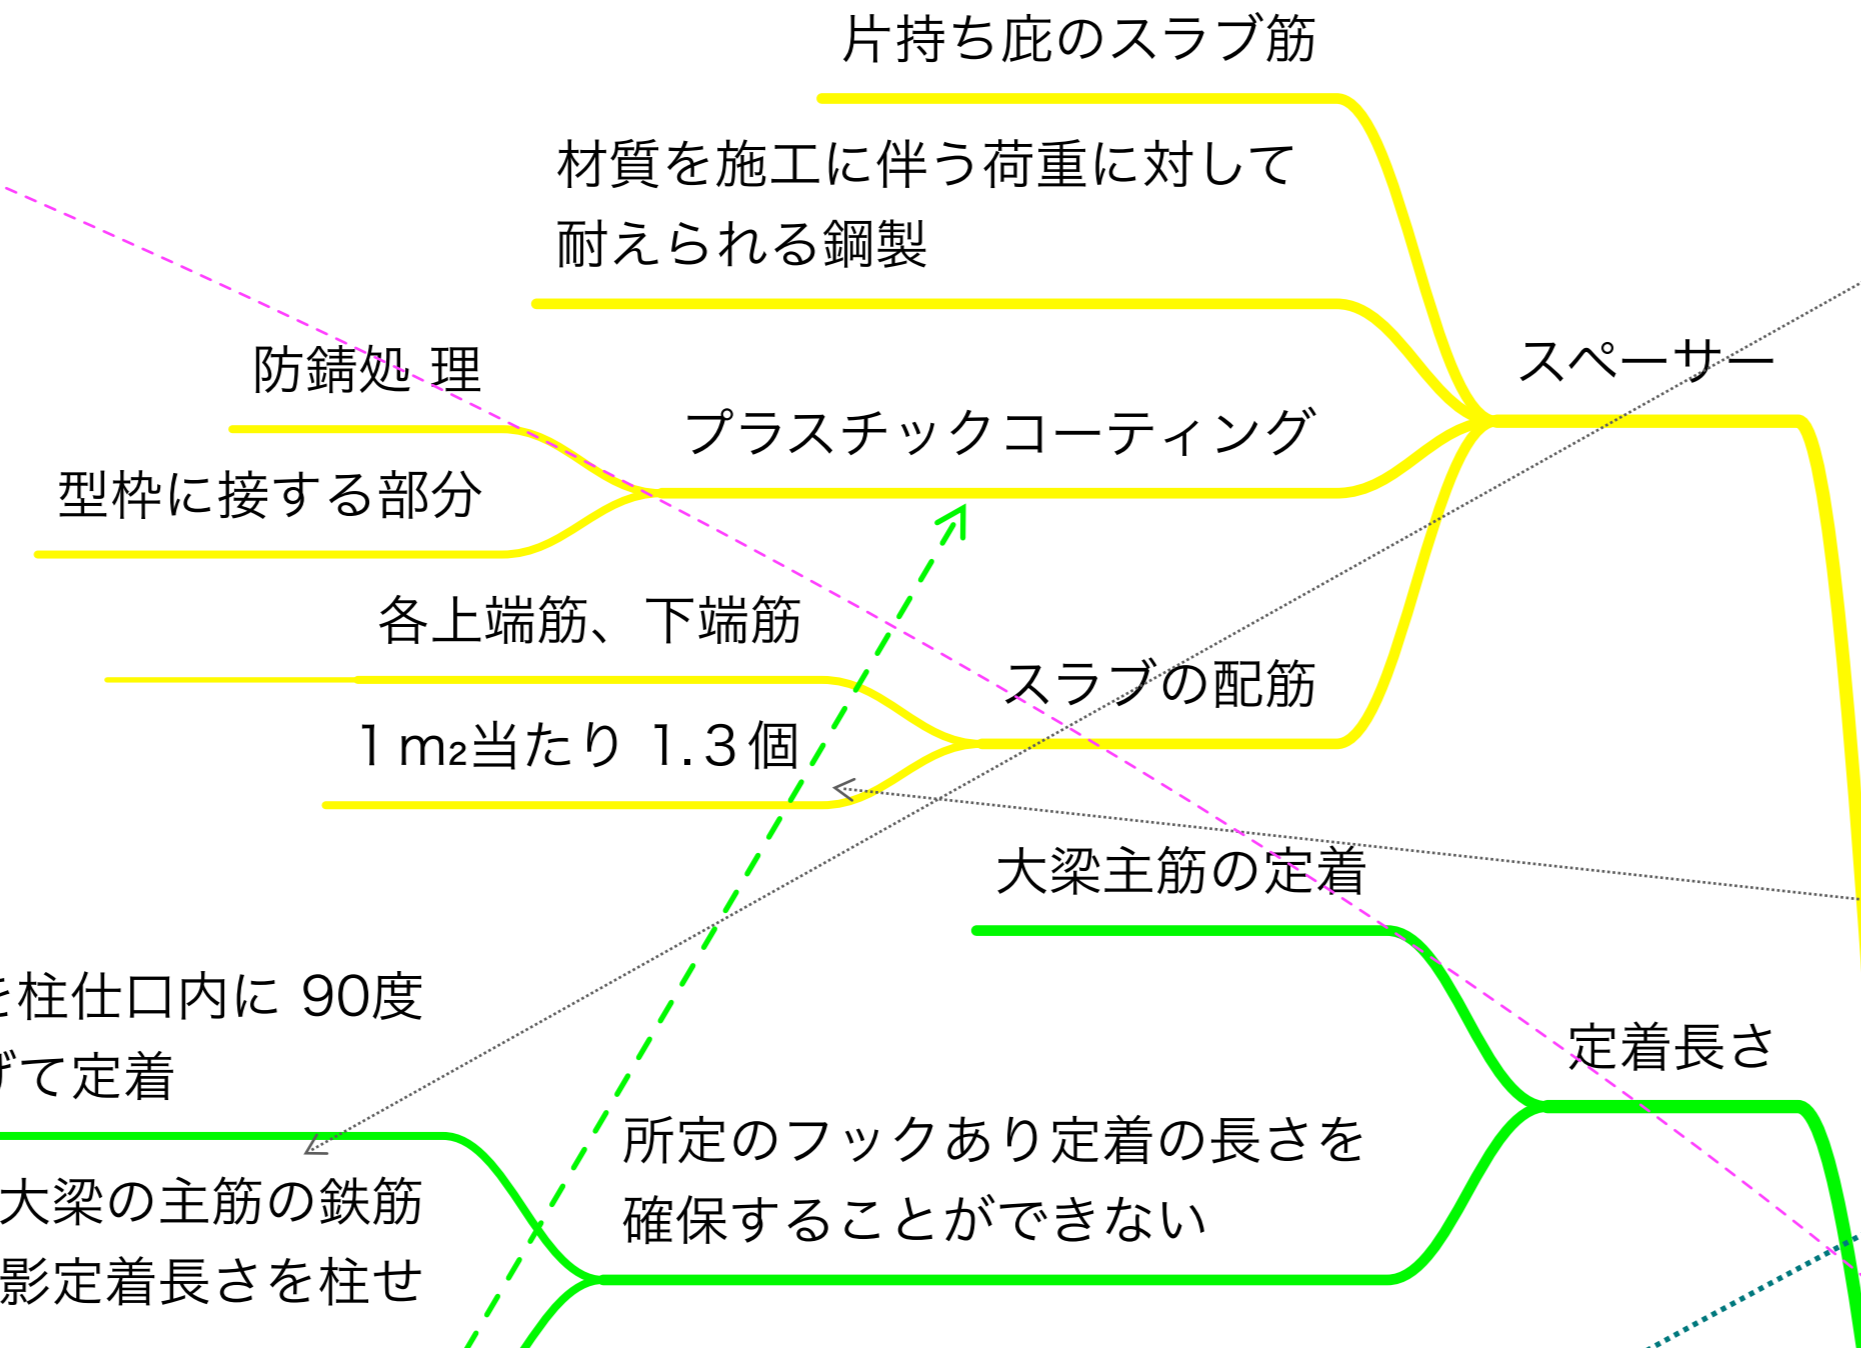 片持ち庇のスラブ筋
材質を施工に伴う荷重に対して
耐えられる鋼製
スペーサー
防錆処 理
プラスチックコーティング
型枠に接する部分
各上端筋、下端筋
スラブの配筋
1m₂当たり 1.3個
大梁主筋の定着
を柱仕口内に 90度
げて定着
定着長さ
所定のフックあり定着の長さを
確保することができない
大梁の主筋の鉄筋
影定着長さを柱せ